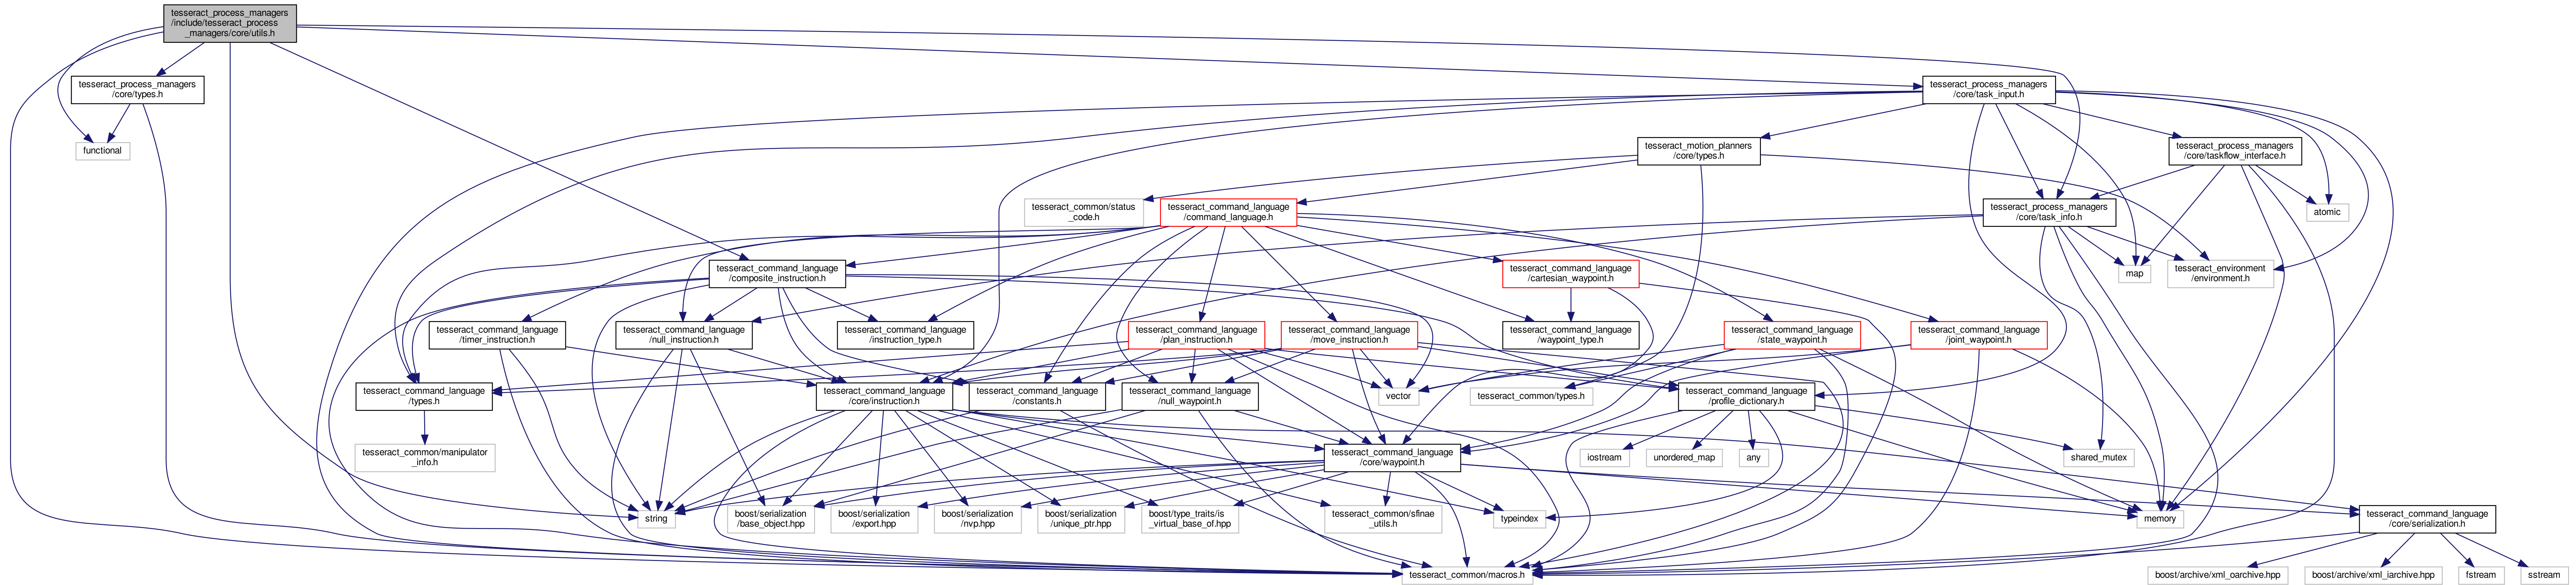 tesseract_process_managers
/include/tesseract_process
_managers/core/utils.h
tesseract_process_managers
/core/types.h
tesseract_process_managers
/core/task_input.h
functional
tesseract_motion_planners
/core/types.h
tesseract_process_managers
/core/taskflow_interface.h
tesseract_common/status
_code.h
tesseract_command_language
/command_language.h
tesseract_process_managers
/core/task_info.h
atomic
tesseract_command_language
/composite_instruction.h
tesseract_command_language
/cartesian_waypoint.h
map
tesseract_environment
/environment.h
tesseract_command_language
/timer_instruction.h
tesseract_command_language
/null_instruction.h
tesseract_command_language
/instruction_type.h
tesseract_command_language
/plan_instruction.h
tesseract_command_language
/move_instruction.h
tesseract_command_language
/waypoint_type.h
tesseract_command_language
/state_waypoint.h
tesseract_command_language
/joint_waypoint.h
tesseract_command_language
/types.h
tesseract_command_language
/core/instruction.h
tesseract_command_language
/constants.h
tesseract_command_language
/null_waypoint.h
vector
tesseract_common/types.h
tesseract_command_language
/profile_dictionary.h
tesseract_common/manipulator
_info.h
tesseract_command_language
/core/waypoint.h
iostream
unordered_map
any
shared_mutex
string
boost/serialization
/base_object.hpp
boost/serialization
/export.hpp
boost/serialization
/nvp.hpp
boost/serialization
/unique_ptr.hpp
boost/type_traits/is
_virtual_base_of.hpp
tesseract_common/sfinae
_utils.h
typeindex
memory
tesseract_command_language
/core/serialization.h
tesseract_common/macros.h
boost/archive/xml_oarchive.hpp
boost/archive/xml_iarchive.hpp
fstream
sstream